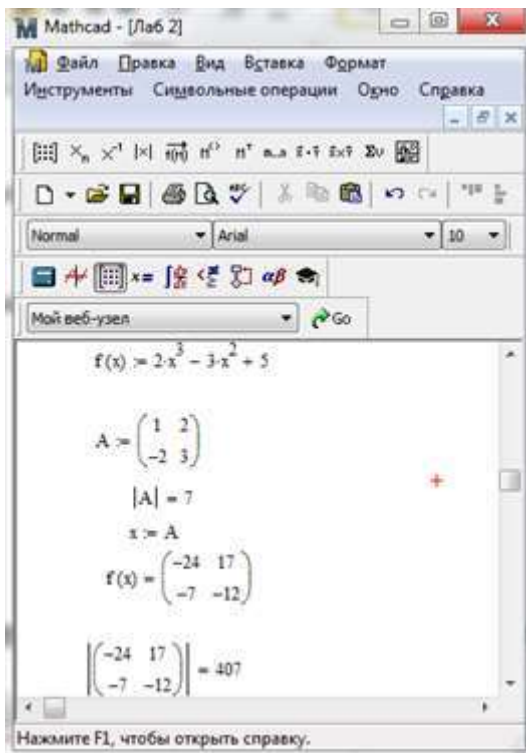 Mathcad - [Лаб 2]
Файл Правка Вид Вставка Формат
Инструменты Символьные операции Окно Справка
Normal Arial 10
αβ
Мой веб-узел Go
f(x) := 2·x³ − 3·x² + 5
A := ( 1 2
−2 3 )
|A| = 7
x := A
f(x) = ( −24 17
−7 −12 )
|( −24 17
−7 −12 )| = 407
Нажмите F1, чтобы открыть справку.